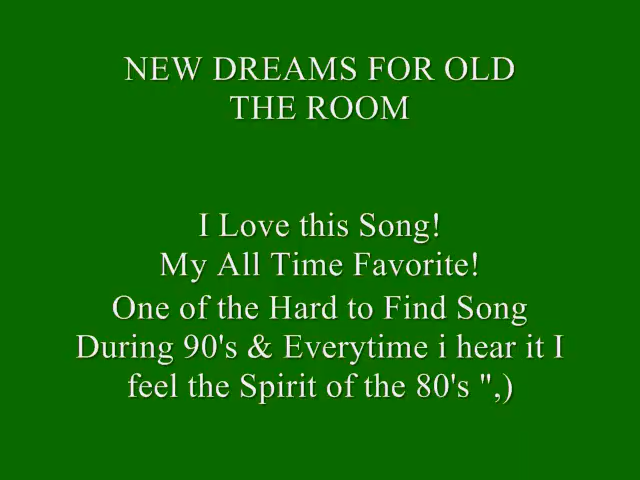 NEW DREAMS FOR OLD
THE ROOM
I Love this Song!
My All Time Favorite!
One of the Hard to Find Song
During 90's & Everytime i hear it I
feel the Spirit of the 80's ",)